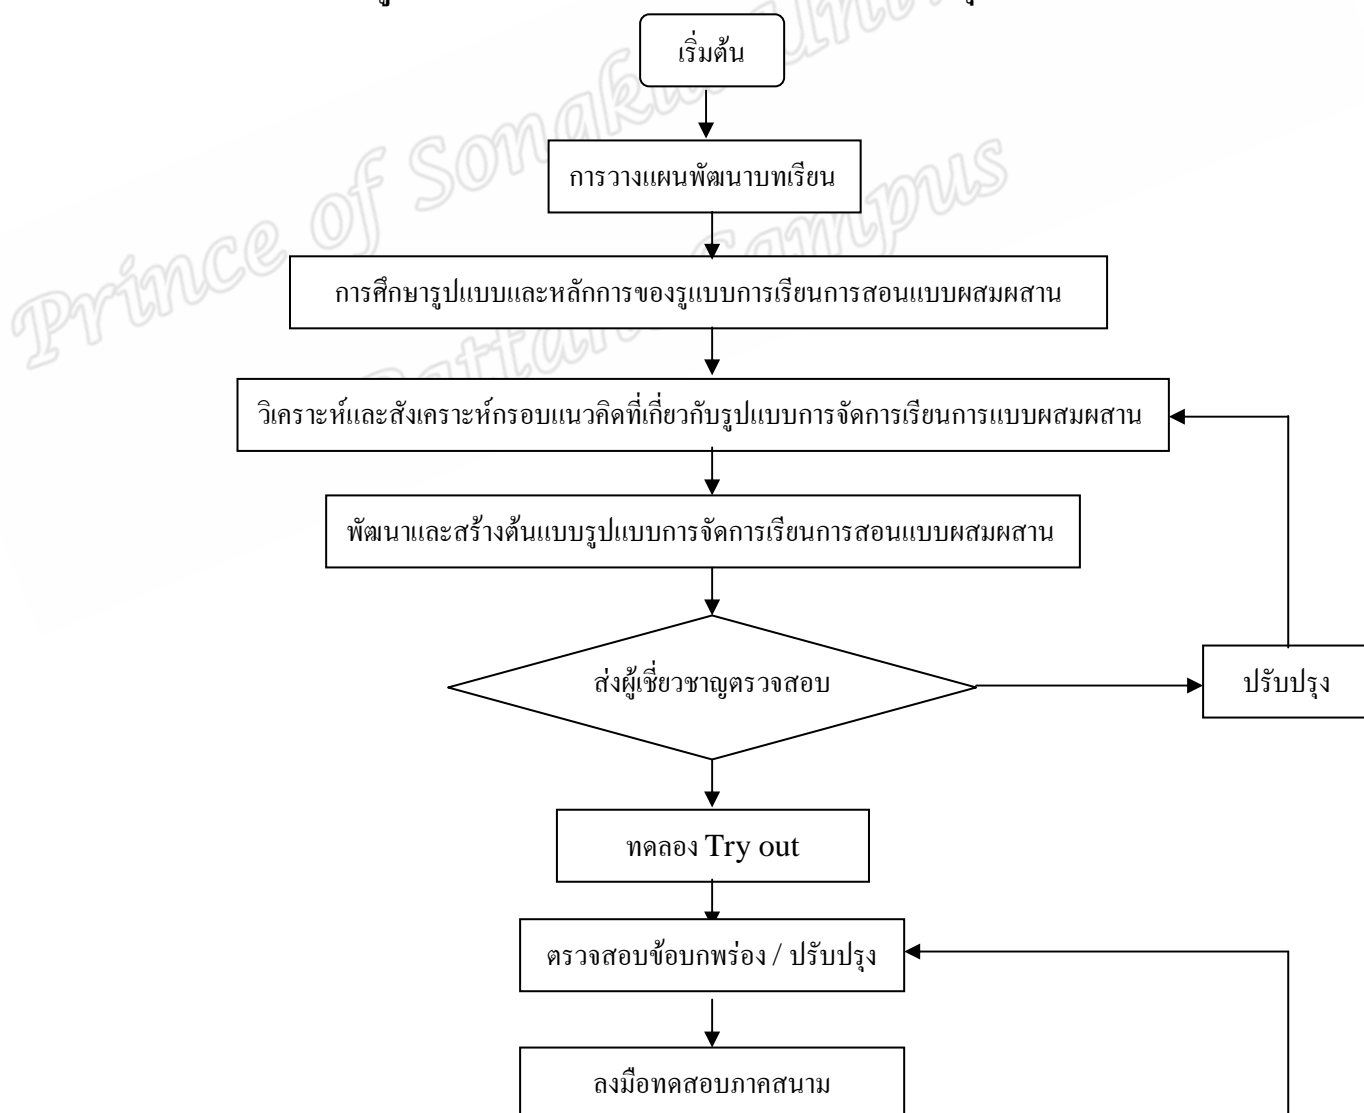 เริ่มต้น
การวางแผนพัฒนาบทเรียน
การศึกษารูปแบบและหลักการของรูแบบการเรียนการสอนแบบผสมผสาน
วิเคราะห์และสังเคราะห์กรอบแนวคิดที่เกี่ยวกับรูปแบบการจัดการเรียนการแบบผสมผสาน
พัฒนาและสร้างต้นแบบรูปแบบการจัดการเรียนการสอนแบบผสมผสาน
ส่งผู้เชี่ยวชาญตรวจสอบ
ปรับปรุง
ทดลอง Try out
ตรวจสอบข้อบกพร่อง / ปรับปรุง
ลงมือทดสอบภาคสนาม
Prince of Songkla
Pattani Campus